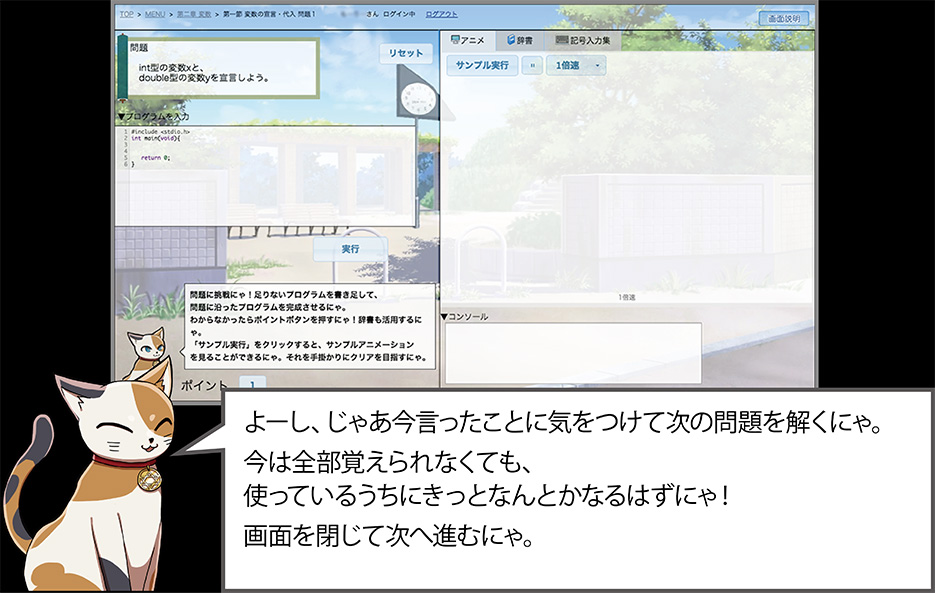 TOP > MENU > 第二章 変数 > 第一節 変数の宣言・代入 問題1
さん ログイン中 ログアウト
画面説明
問題
int型の変数xと、
double型の変数yを宣言しよう。
リセット
▼プログラムを入力
1 #include <stdio.h>
2 int main(void){
3
4
5 return 0;
6 }
実行
問題に挑戦にゃ！足りないプログラムを書き足して、
問題に沿ったプログラムを完成させるにゃ。
わからなかったらポイントボタンを押すにゃ！辞書も活用するに
ゃ。
「サンプル実行」をクリックすると、サンプルアニメーション
を見ることができるにゃ。それを手掛かりにクリアを目指すにゃ。
ポイント 1
アニメ 辞書 記号入力集
サンプル実行 ⏸ 1倍速
1倍速
▼コンソール
よーし、じゃあ今言ったことに気をつけて次の問題を解くにゃ。
今は全部覚えられなくても、
使っているうちにきっとなんとかなるはずにゃ！
画面を閉じて次へ進むにゃ。